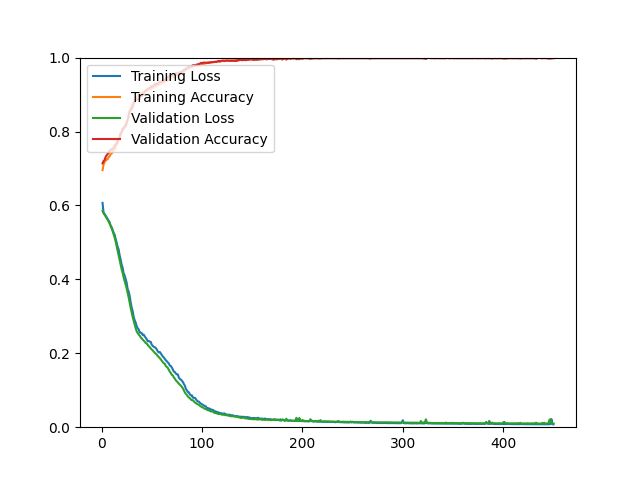 1.0
0.8
0.6
0.4
0.2
0.0
Training Loss
Training Accuracy
Validation Loss
Validation Accuracy
0 100 200 300 400